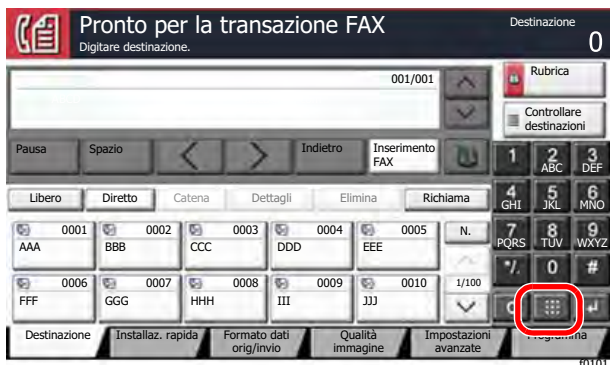 Pronto per la transazione FAX
Digitare destinazione.
Destinazione
0
001/001
Rubrica
Controllare
destinazioni
Pausa Spazio Indietro Inserimento
FAX
1 2 ABC 3 DEF
Libero Diretto Catena Dettagli Elimina Richiama
4 GHI 5 JKL 6 MNO
0001 0002 0003 0004 0005 N.
AAA BBB CCC DDD EEE
7 PQRS 8 TUV 9 WXYZ
*/. 0 #
0006 0007 0008 0009 0010 1/100
FFF GGG HHH III JJJ
C
Destinazione Installaz. rapida Formato dati
orig/invio Qualità
immagine Impostazioni
avanzate Programma
f0101